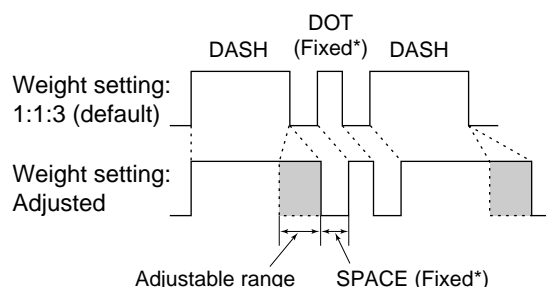 DOT
(Fixed*)
DASH
DASH
Weight setting:
1:1:3 (default)
Weight setting:
Adjusted
Adjustable range
SPACE (Fixed*)